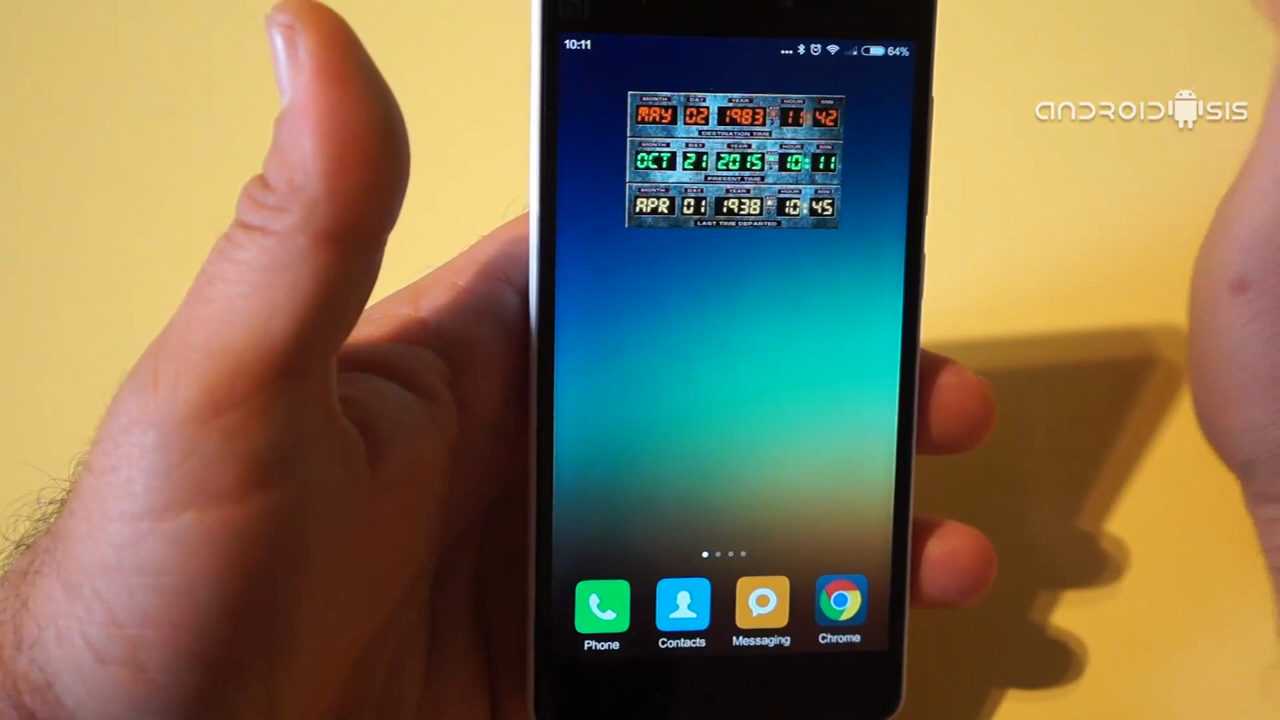 ANDROIDSIS
10:11
64%
MONTH DAY YEAR HOUR MIN
MAY 02 1983 11:42
DESTINATION TIME
MONTH DAY YEAR HOUR MIN
OCT 21 2015 10:11
PRESENT TIME
MONTH DAY YEAR HOUR MIN
APR 01 1938 10:45
LAST TIME DEPARTED
Phone Contacts Messaging Chrome